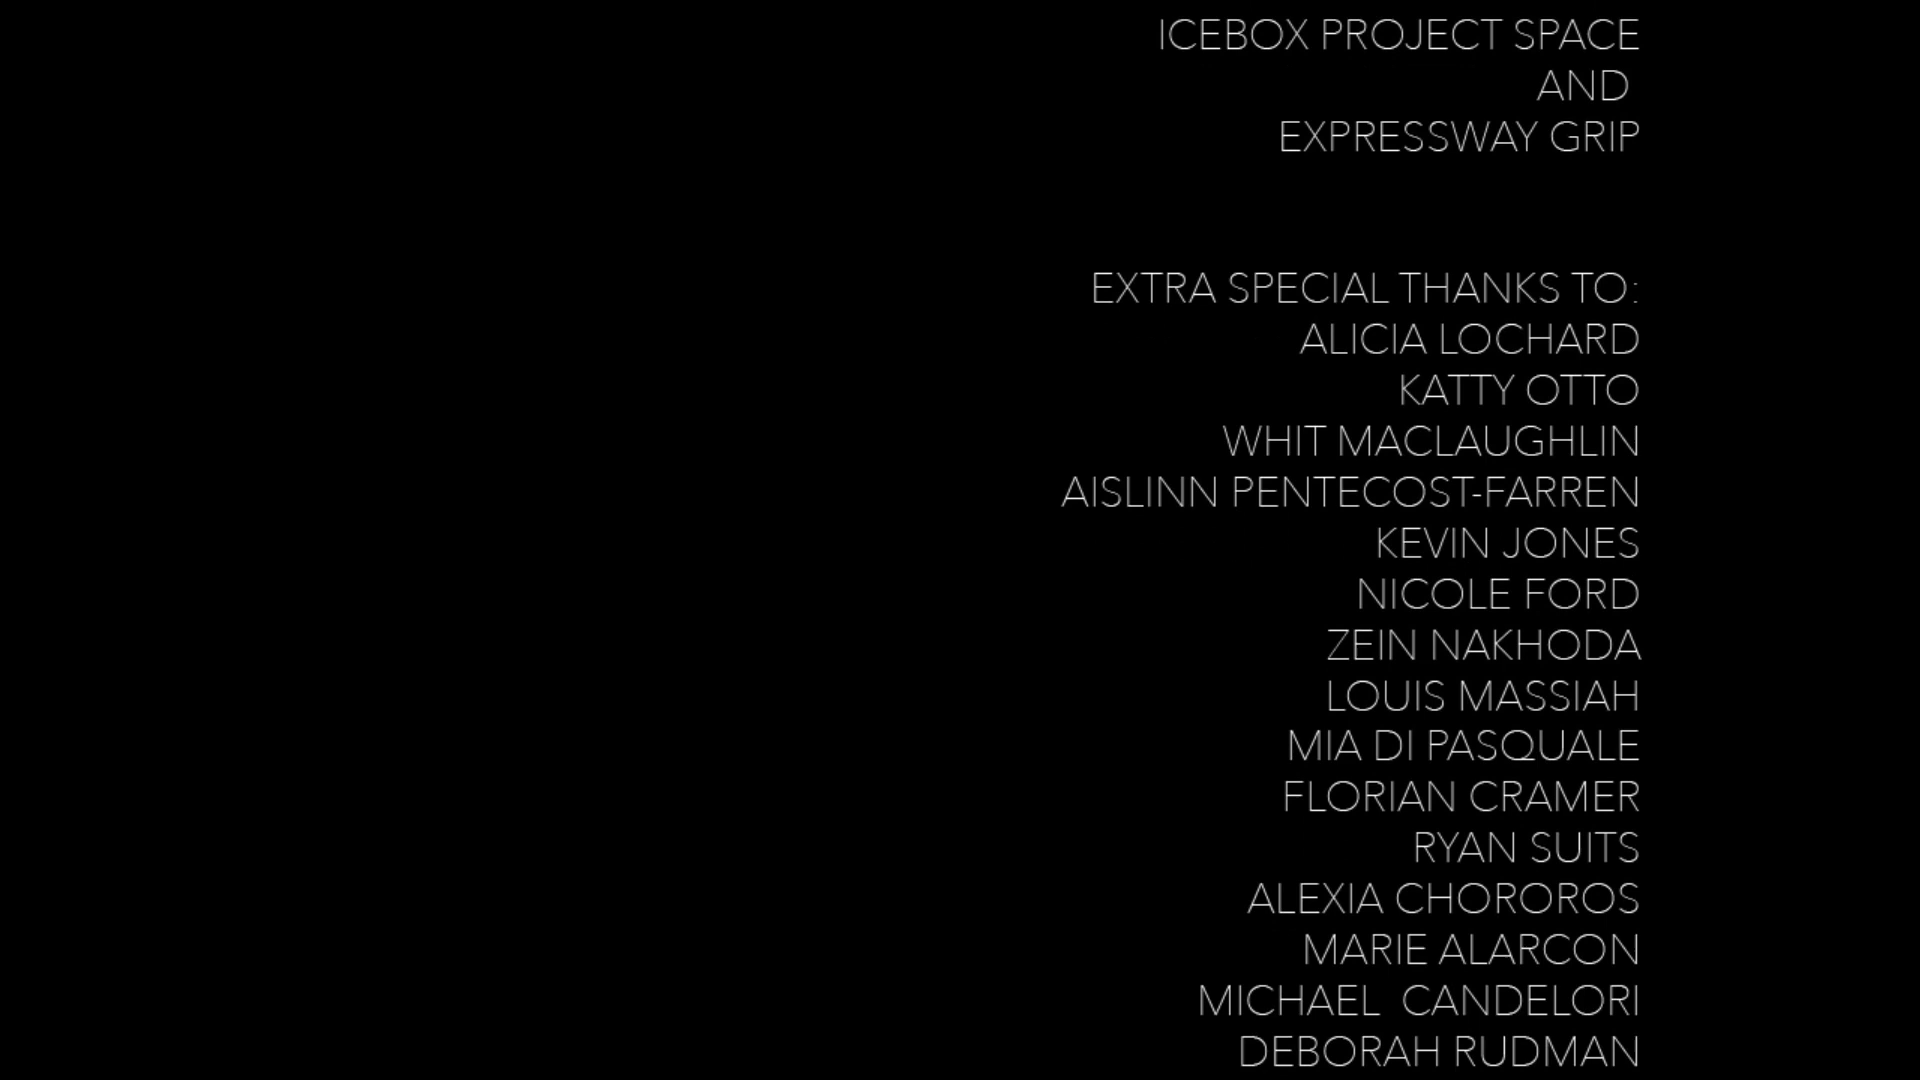 ICEBOX PROJECT SPACE
AND
EXPRESSWAY GRIP
EXTRA SPECIAL THANKS TO:
ALICIA LOCHARD
KATTY OTTO
WHIT MACLAUGHLIN
AISLINN PENTECOST-FARREN
KEVIN JONES
NICOLE FORD
ZEIN NAKHODA
LOUIS MASSIAH
MIA DI PASQUALE
FLORIAN CRAMER
RYAN SUITS
ALEXIA CHOROROS
MARIE ALARCON
MICHAEL  CANDELORI
DEBORAH RUDMAN